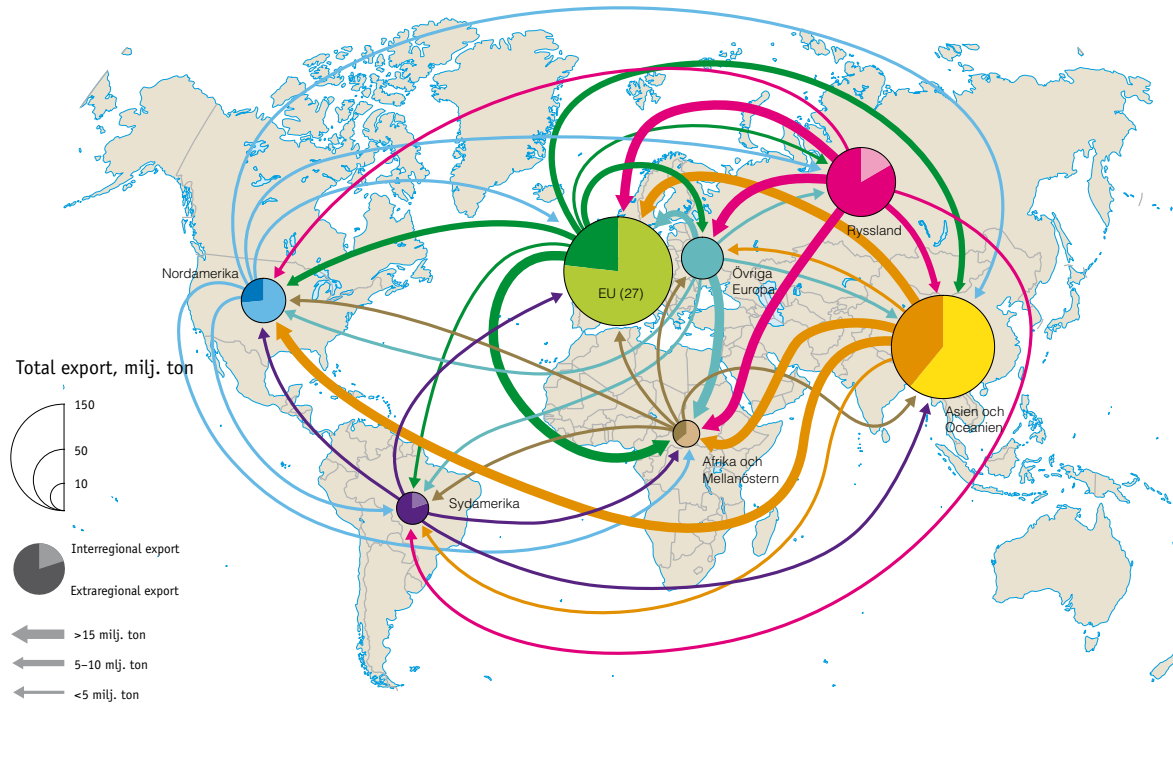 Ryssland
Nordamerika
Övriga
Europa
EU (27)
Total export, milj. ton
150
50
10
Asien och
Oceanien
Afrika och
Mellanöstern
Sydamerika
Interregional export
Extraregional export
>15 milj. ton
5–10 mlj. ton
<5 milj. ton